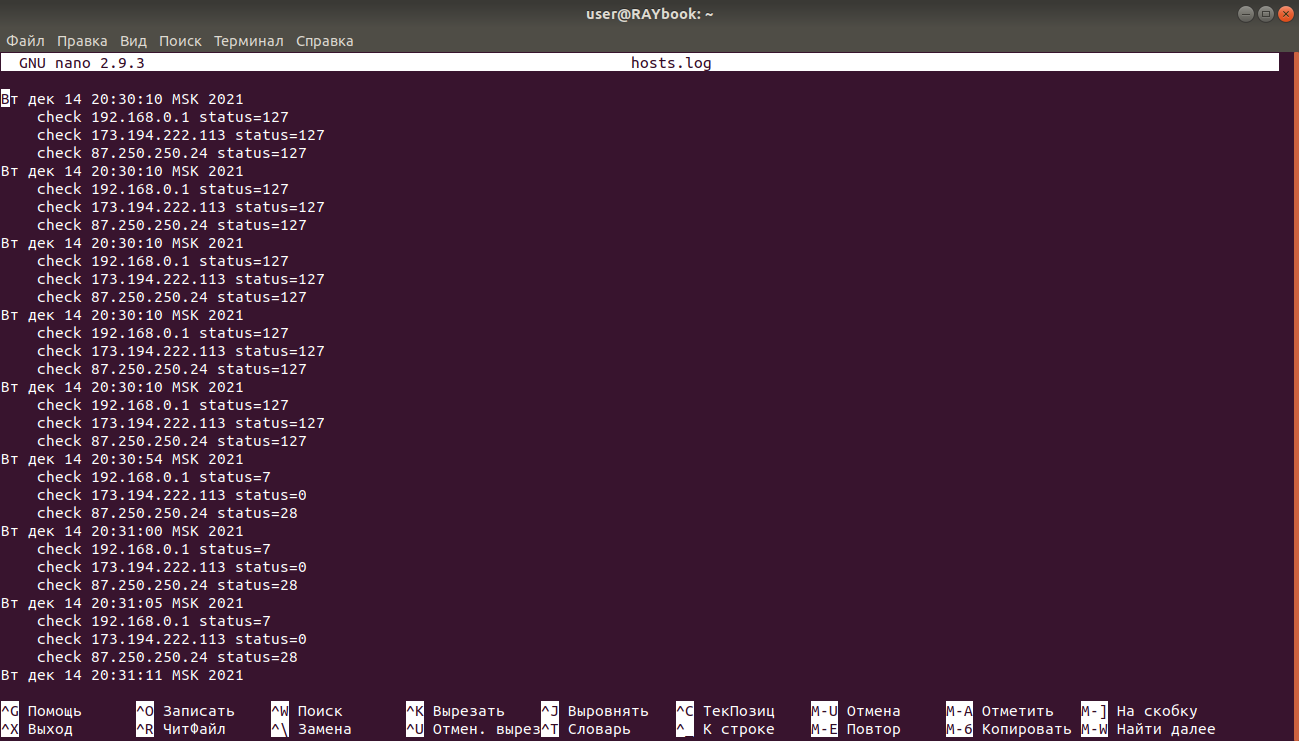 user@RAYbook: ~
Файл Правка Вид Поиск Терминал Справка
GNU nano 2.9.3 hosts.log
Вт дек 14 20:30:10 MSK 2021
check 192.168.0.1 status=127
check 173.194.222.113 status=127
check 87.250.250.24 status=127
Вт дек 14 20:30:10 MSK 2021
check 192.168.0.1 status=127
check 173.194.222.113 status=127
check 87.250.250.24 status=127
Вт дек 14 20:30:10 MSK 2021
check 192.168.0.1 status=127
check 173.194.222.113 status=127
check 87.250.250.24 status=127
Вт дек 14 20:30:10 MSK 2021
check 192.168.0.1 status=127
check 173.194.222.113 status=127
check 87.250.250.24 status=127
Вт дек 14 20:30:10 MSK 2021
check 192.168.0.1 status=127
check 173.194.222.113 status=127
check 87.250.250.24 status=127
Вт дек 14 20:30:54 MSK 2021
check 192.168.0.1 status=7
check 173.194.222.113 status=0
check 87.250.250.24 status=28
Вт дек 14 20:31:00 MSK 2021
check 192.168.0.1 status=7
check 173.194.222.113 status=0
check 87.250.250.24 status=28
Вт дек 14 20:31:05 MSK 2021
check 192.168.0.1 status=7
check 173.194.222.113 status=0
check 87.250.250.24 status=28
Вт дек 14 20:31:11 MSK 2021
^G Помощь ^O Записать ^W Поиск ^K Вырезать ^J Выровнять ^C ТекПозиц M-U Отмена M-A Отметить M-] На скобку
^X Выход ^R ЧитФайл ^\ Замена ^U Отмен. вырез ^T Словарь ^_ К строке M-E Повтор M-6 Копировать M-W Найти далее